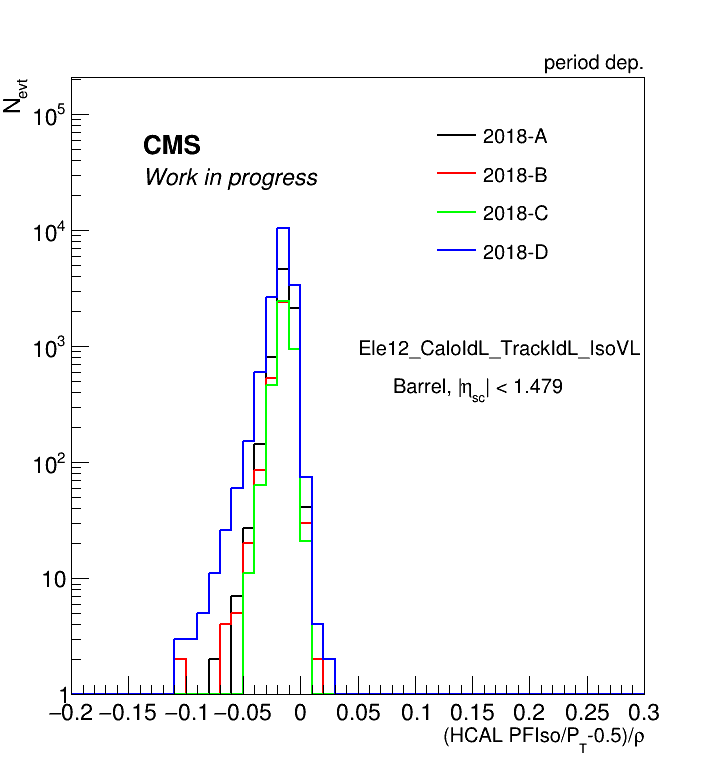 period dep.
N_evt
CMS
Work in progress
2018-A
2018-B
2018-C
2018-D
Ele12_CaloIdL_TrackIdL_IsoVL
Barrel, |η_sc| < 1.479
10^5
10^4
10^3
10^2
10
1
−0.2 −0.15 −0.1 −0.05 0 0.05 0.1 0.15 0.2 0.25 0.3
(HCAL PFIso/P_T-0.5)/ρ